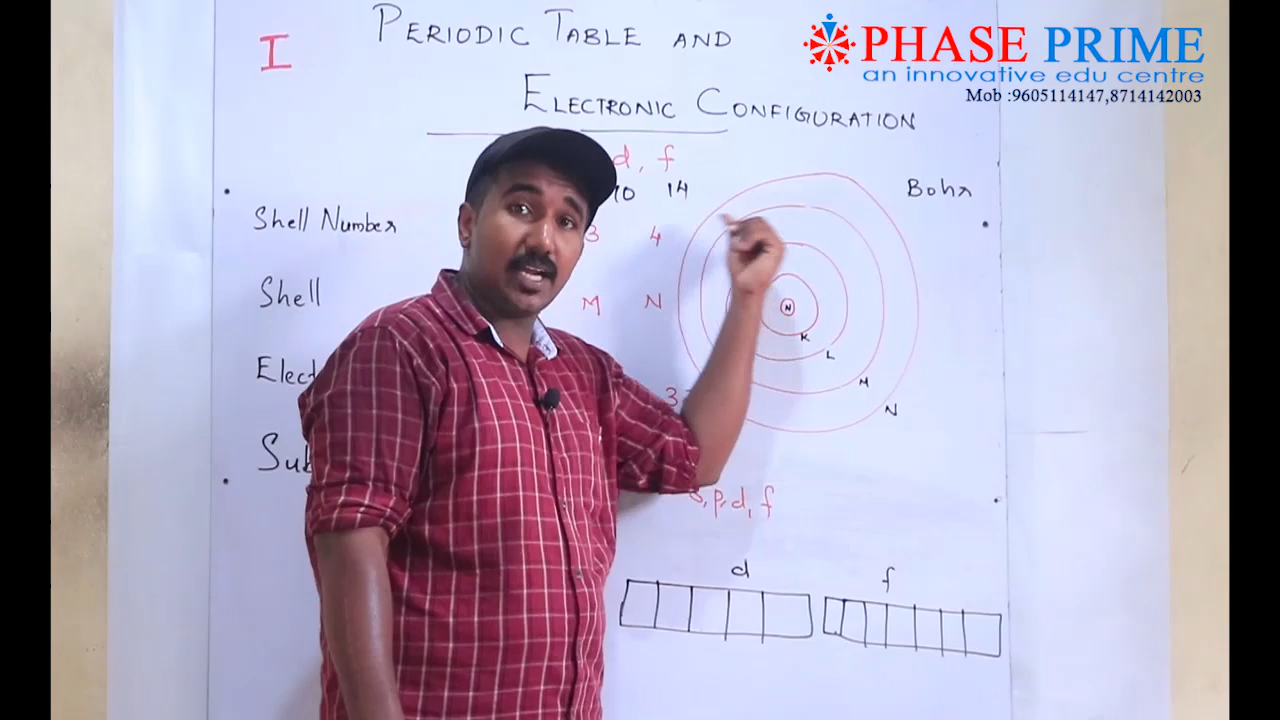 PERIODIC TABLE AND
I
ELECTRONIC CONFIGURATION
PHASE PRIME
an innovative edu centre
Mob :9605114147,8714142003
d, f
10 14
Bohr
Shell Number
3 4
Shell
M N
N
K
L
M
N
s, p, d, f
d
f